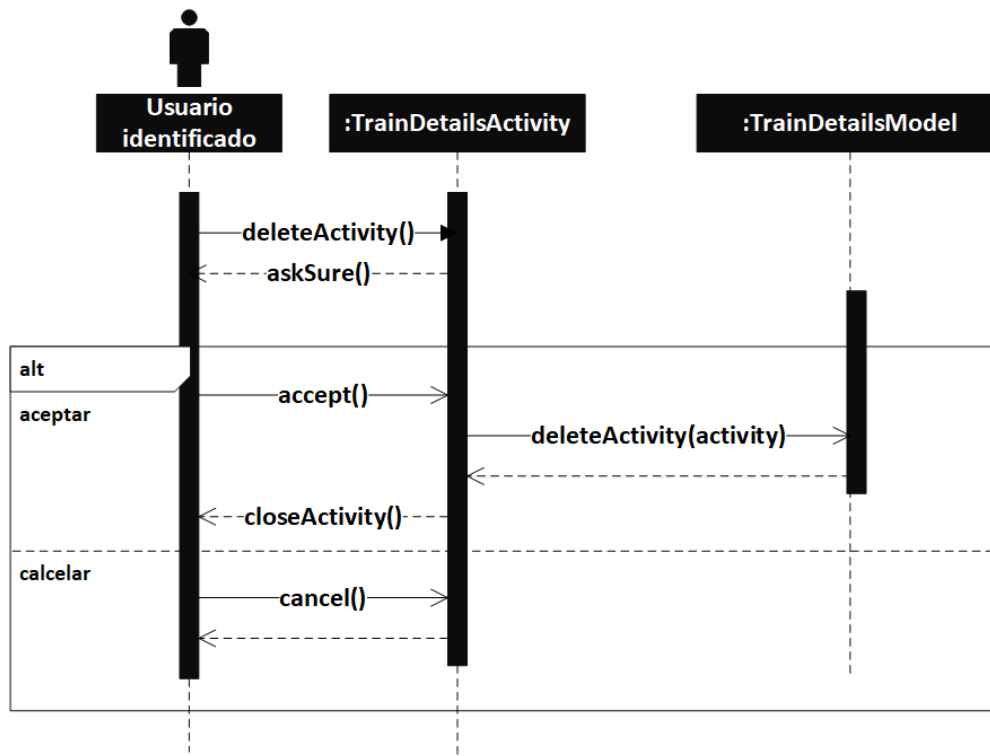 Usuario
identificado
:TrainDetailsActivity
:TrainDetailsModel
deleteActivity()
askSure()
alt
accept()
aceptar
deleteActivity(activity)
closeActivity()
calcelar
cancel()